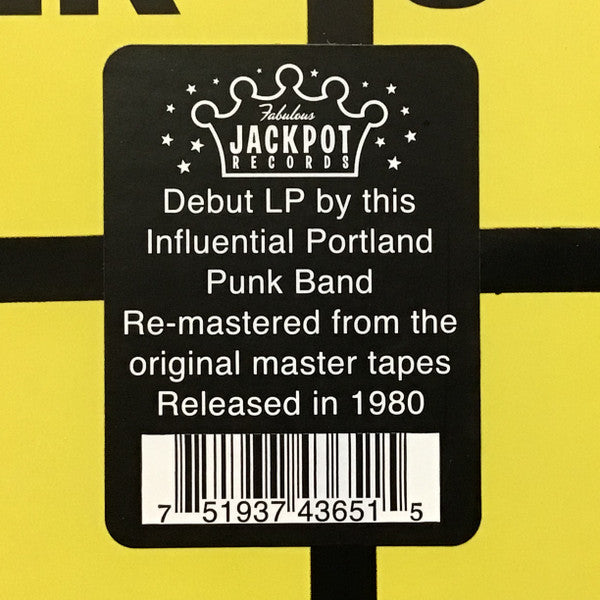 Fabulous
JACKPOT
RECORDS
Debut LP by this
Influential Portland
Punk Band
Re-mastered from the
original master tapes
Released in 1980
7 51937 43651 5